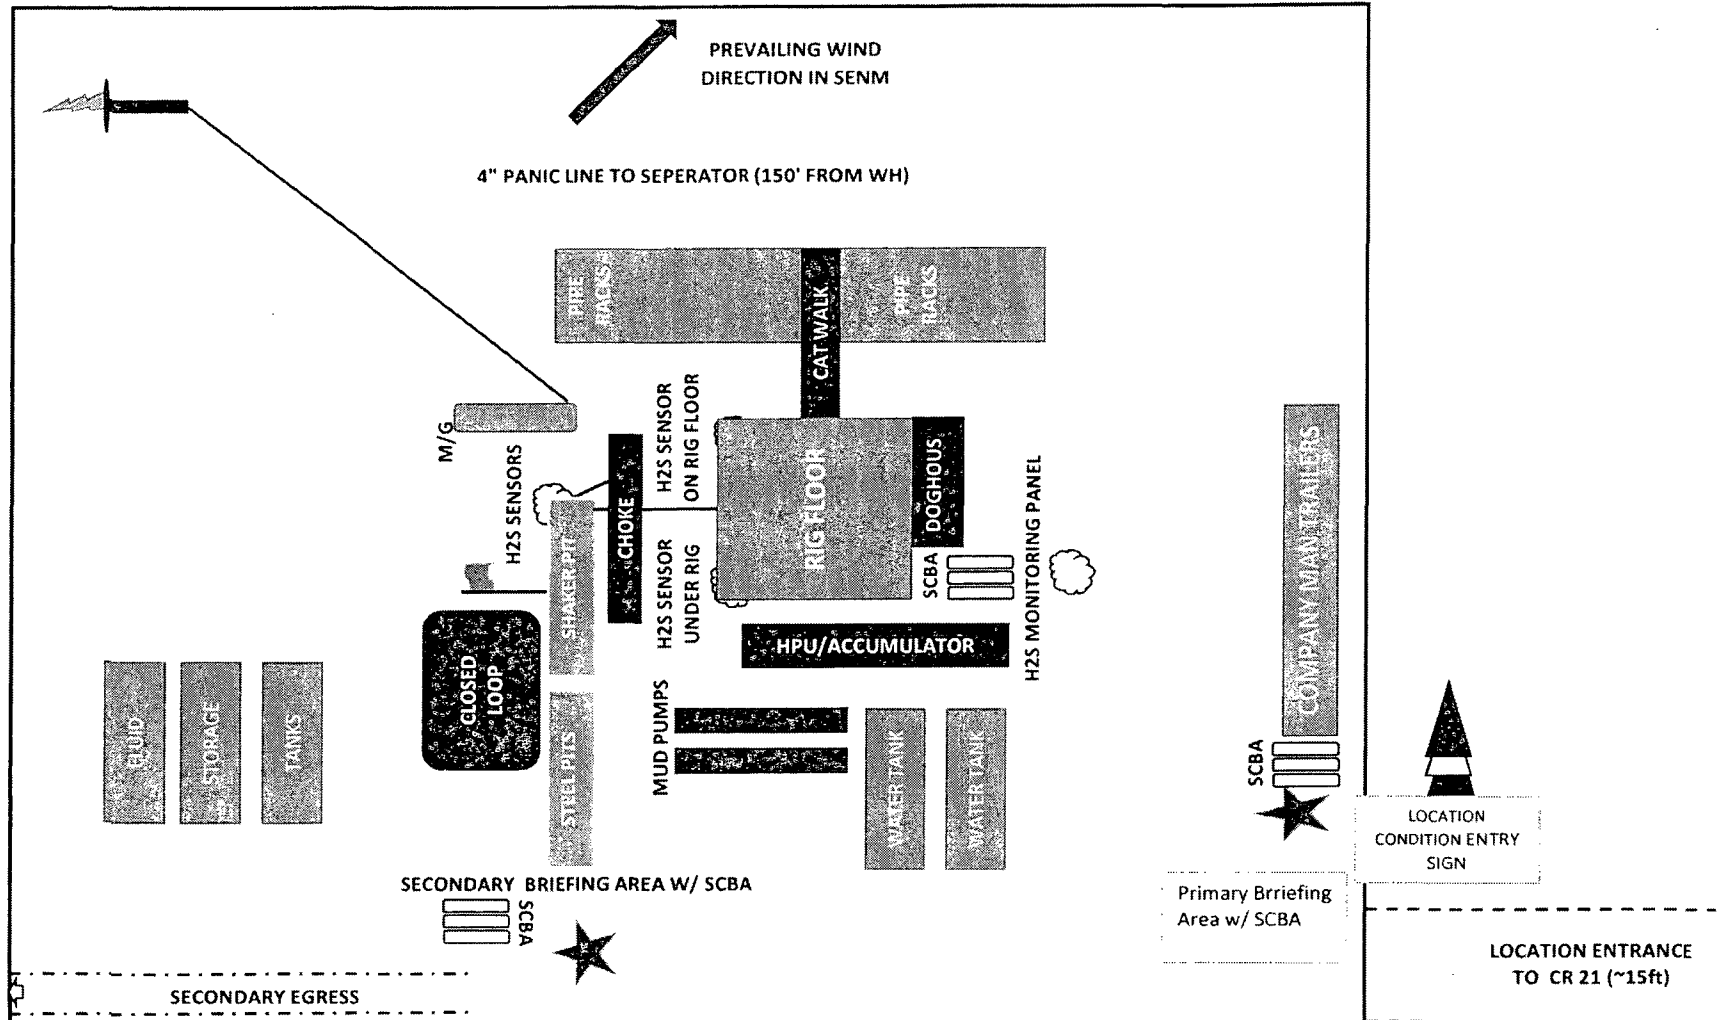 PREVAILING WIND
DIRECTION IN SENM
4" PANIC LINE TO SEPERATOR (150' FROM WH)
PIPE
RACKS
CATWALK
PIPE
RACKS
M/G
H2S SENSORS
CHOKE
H2S SENSOR
ON RIG FLOOR
H2S SENSOR
UNDER RIG
RIG FLOOR
DOGHOUS
SCBA
H2S MONITORING PANEL
COMPANY MAN TRAILERS
SHAKER PIT
CLOSED
LOOP
HPU/ACCUMULATOR
FLUID
STORAGE
TANKS
STEEL PITS
MUD PUMPS
WATER TANK
WATER TANK
SCBA
LOCATION
CONDITION ENTRY
SIGN
SECONDARY BRIEFING AREA W/ SCBA
SCBA
Primary Brriefing
Area w/ SCBA
LOCATION ENTRANCE
TO CR 21 (~15ft)
SECONDARY EGRESS